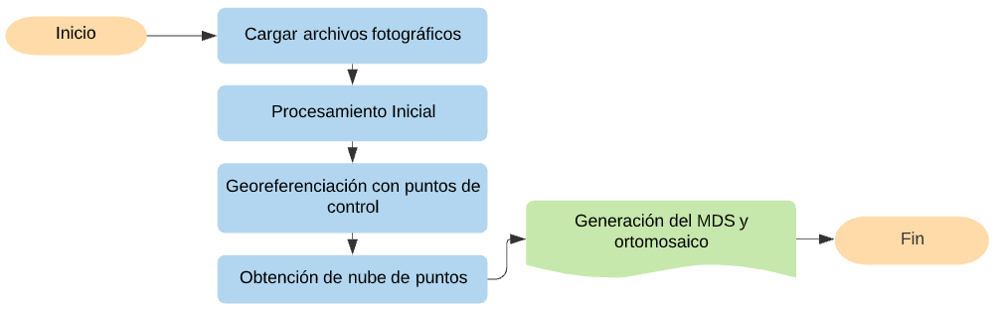 Inicio
Cargar archivos fotográficos
Procesamiento Inicial
Georeferenciación con puntos de
control
Obtención de nube de puntos
Generación del MDS y
ortomosaico
Fin